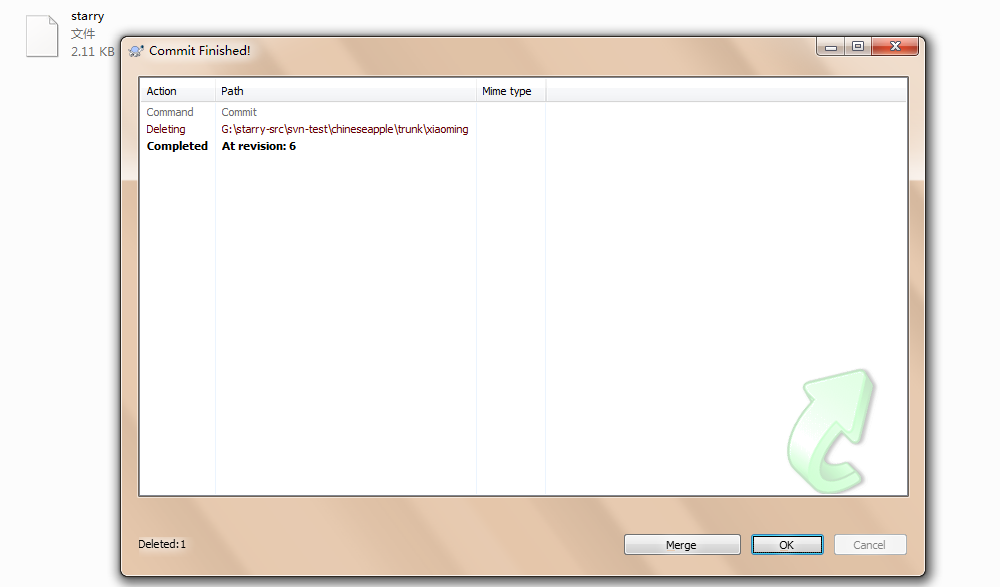 starry
文件
2.11 KB
Commit Finished!
Action Path Mime type
Command Commit
Deleting G:\starry-src\svn-test\chineseapple\trunk\xiaoming
Completed At revision: 6
Deleted:1
Merge OK Cancel